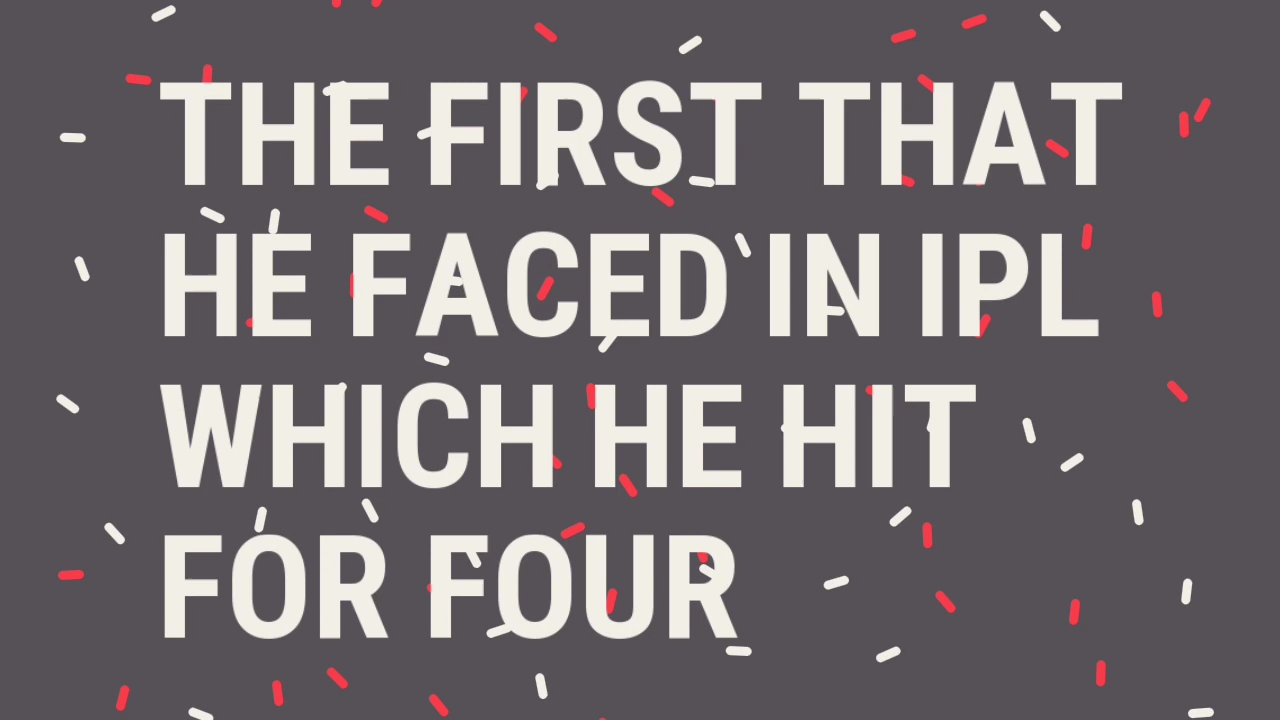 THE FIRST THAT
HE FACED IN IPL
WHICH HE HIT
FOR FOUR